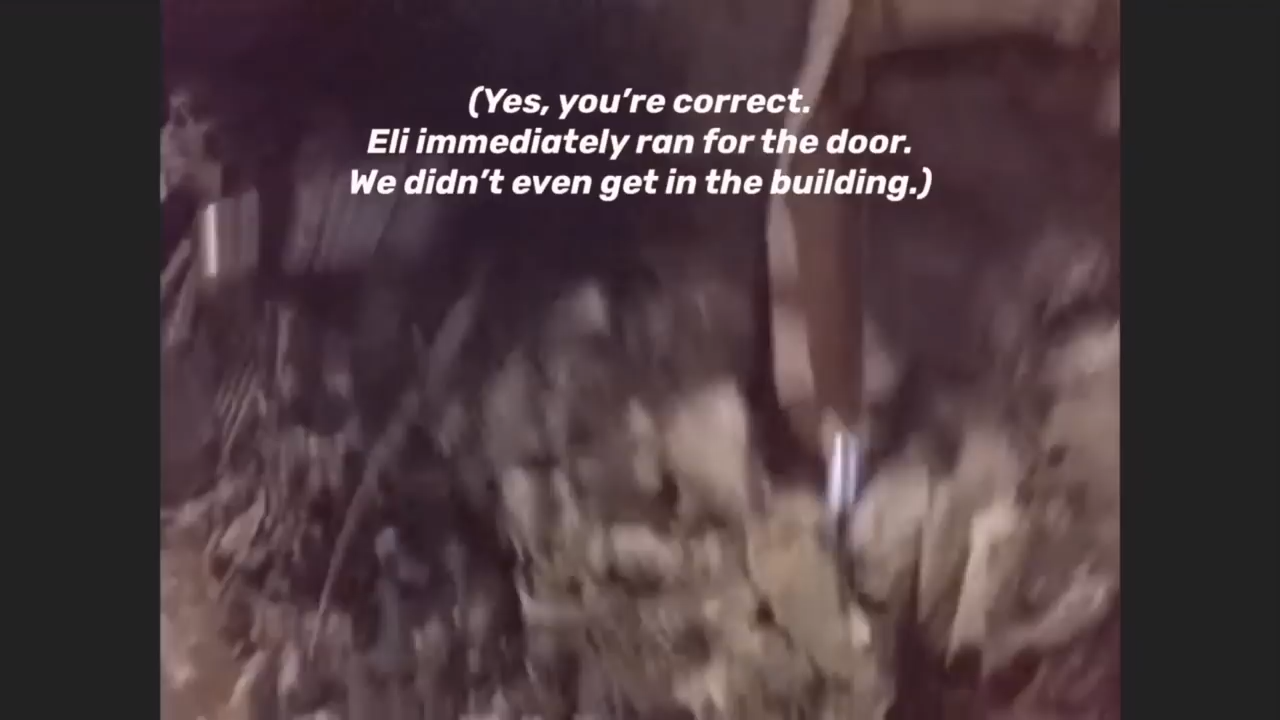 (Yes, you're correct.
Eli immediately ran for the door.
We didn't even get in the building.)